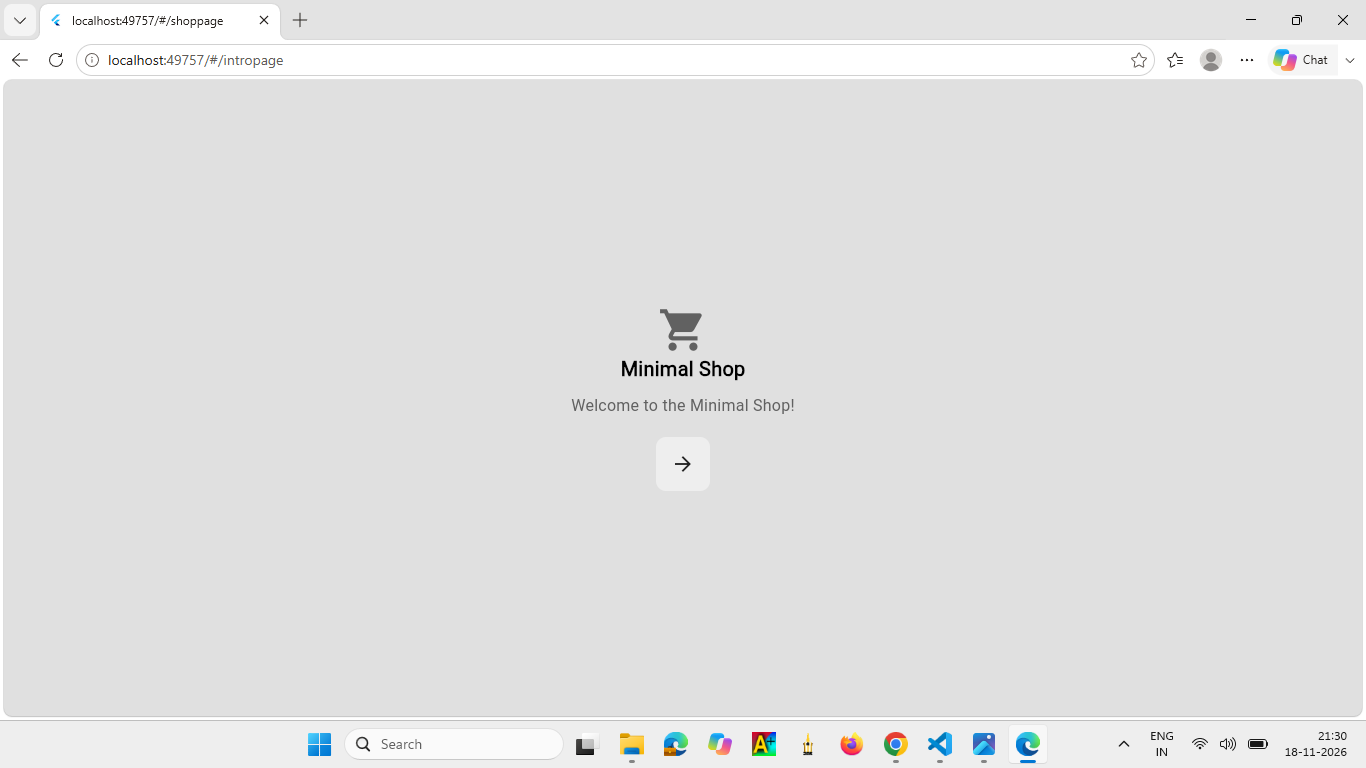 localhost:49757/#/shoppage
localhost:49757/#/intropage
Chat
Minimal Shop
Welcome to the Minimal Shop!
Search
A+
ENG
IN
21:30
18-11-2026